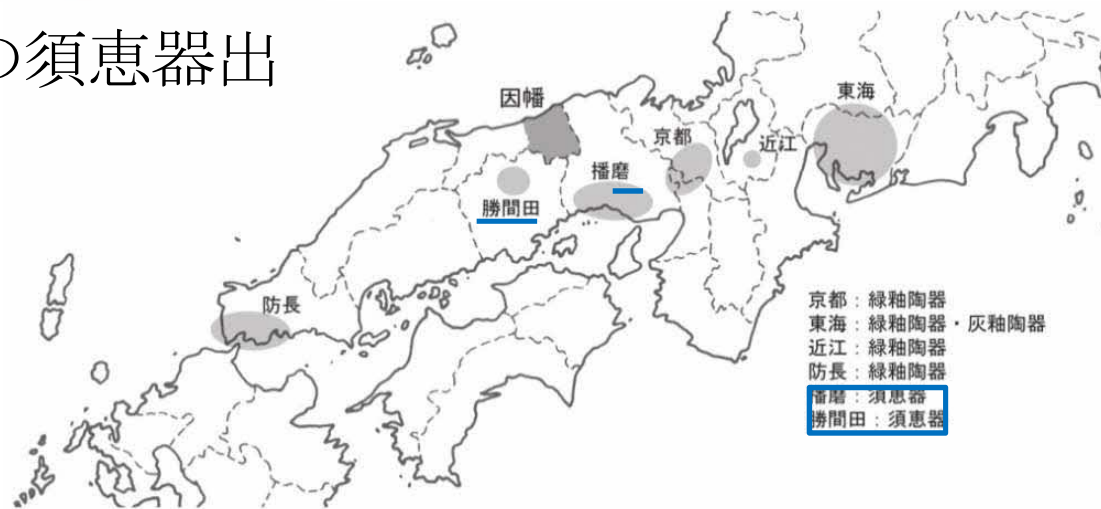 の須恵器出
因幡
東海
京都
近江
播磨
勝間田
防長
京都：緑釉陶器
東海：緑釉陶器・灰釉陶器
近江：緑釉陶器
防長：緑釉陶器
播磨：須恵器
勝間田：須恵器